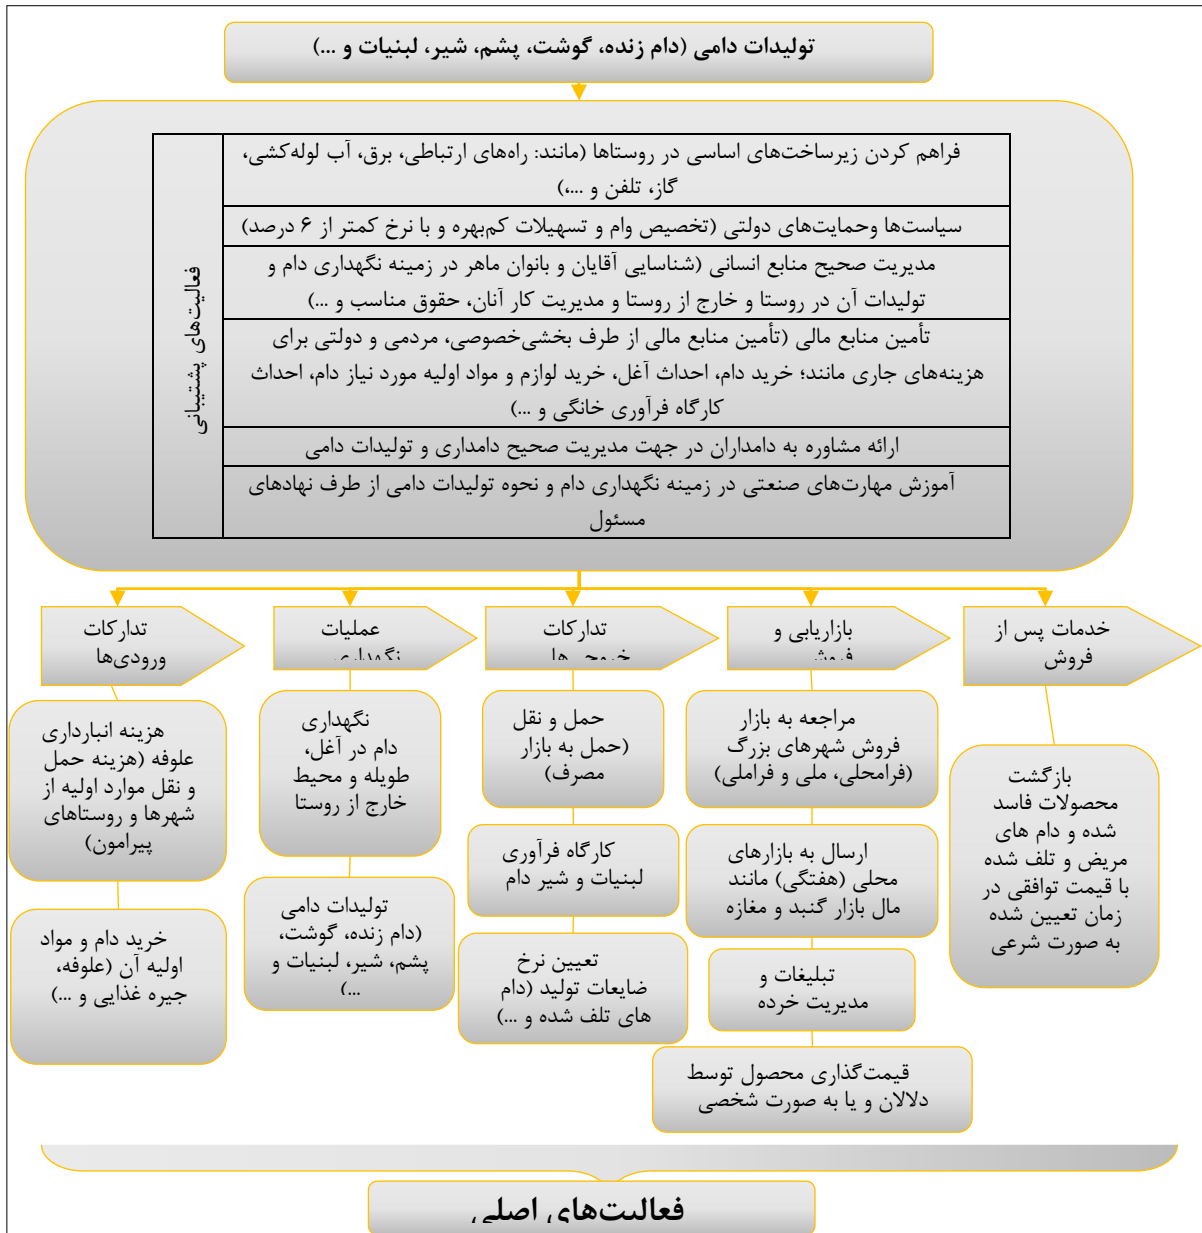 تولیدات دامی (دام زنده، گوشت، پشم، شیر، لبنیات و ...)
فعالیت‌های پشتیبانی
فراهم کردن زیرساخت‌های اساسی در روستاها (مانند: راه‌های ارتباطی، برق، آب لوله‌کشی،
گاز، تلفن و ...،)
سیاست‌ها وحمایت‌های دولتی (تخصیص وام و تسهیلات کم‌بهره و با نرخ کمتر از ۶ درصد)
مدیریت صحیح منابع انسانی (شناسایی آقایان و بانوان ماهر در زمینه نگهداری دام و
تولیدات آن در روستا و خارج از روستا و مدیریت کار آنان، حقوق مناسب و ...)
تأمین منابع مالی (تأمین منابع مالی از طرف بخشی‌خصوصی، مردمی و دولتی برای
هزینه‌های جاری مانند؛ خرید دام، احداث آغل، خرید لوازم و مواد اولیه مورد نیاز دام، احداث
کارگاه فرآوری خانگی و ...)
ارائه مشاوره به دامداران در جهت مدیریت صحیح دامداری و تولیدات دامی
آموزش مهارت‌های صنعتی در زمینه نگهداری دام و نحوه تولیدات دامی از طرف نهادهای
مسئول
خدمات پس از
فروش
بازگشت
محصولات فاسد
شده و دام های
مریض و تلف شده
با قیمت توافقی در
زمان تعیین شده
به صورت شرعی
بازاریابی و
فروش
مراجعه به بازار
فروش شهرهای بزرگ
(فرامحلی، ملی و فراملی)
ارسال به بازارهای
محلی (هفتگی) مانند
مال بازار گنبد و مغازه
تبلیغات و
مدیریت خرده
قیمت‌گذاری محصول توسط
دلالان و یا به صورت شخصی
تدارکات
خروجی‌ها
حمل و نقل
(حمل به بازار
مصرف)
کارگاه فرآوری
لبنیات و شیر دام
تعیین نرخ
ضایعات تولید (دام
های تلف شده و ...)
عملیات
نگهداری
نگهداری
دام در آغل،
طویله و محیط
خارج از روستا
تولیدات دامی
(دام زنده، گوشت،
پشم، شیر، لبنیات و
...)
تدارکات
ورودی‌ها
هزینه انبارداری
علوفه (هزینه حمل
و نقل موارد اولیه از
شهرها و روستاهای
پیرامون)
خرید دام و مواد
اولیه آن (علوفه،
جیره غذایی و ...)
فعالیت‌های اصلی